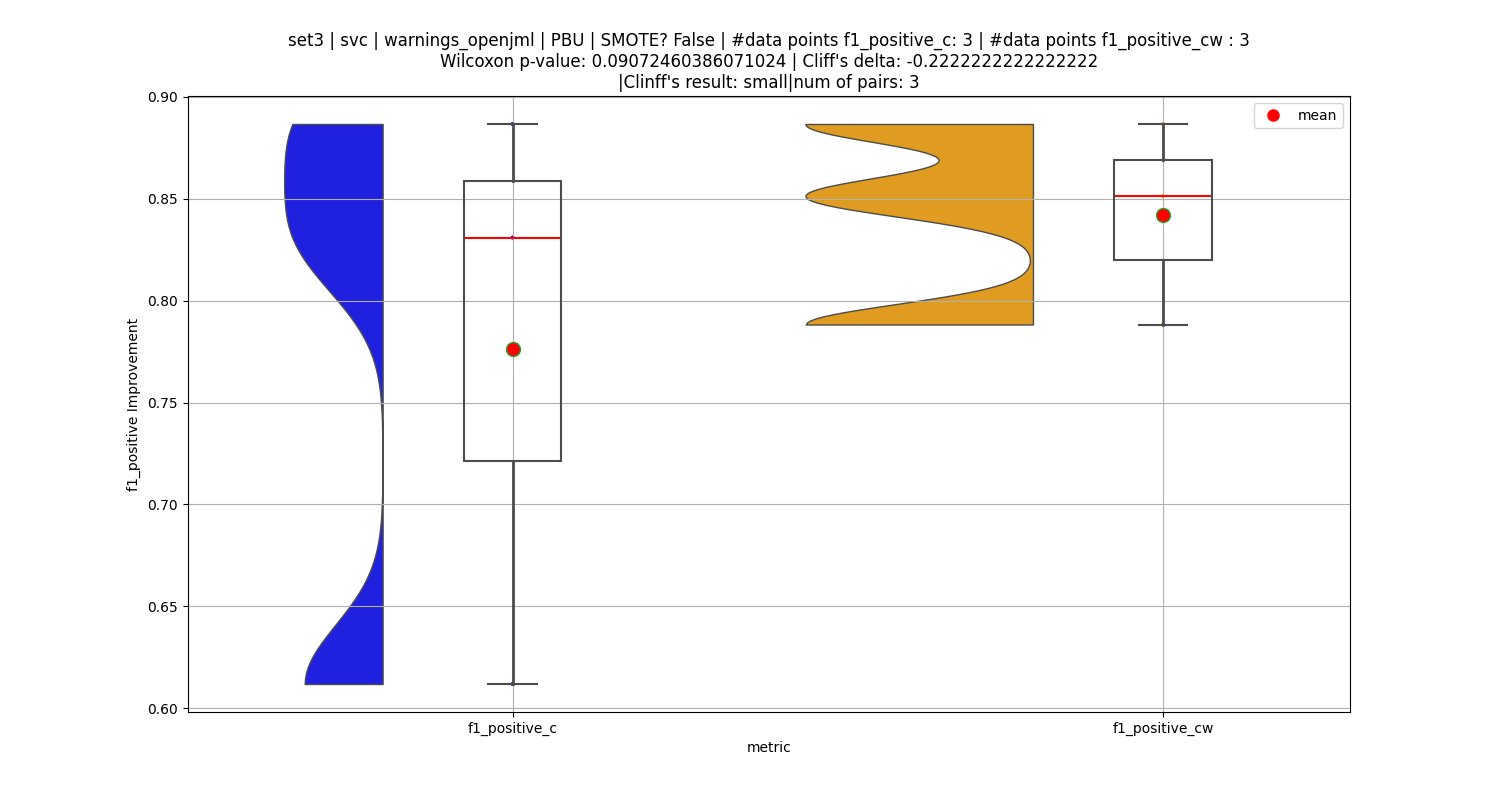 set3 | svc | warnings_openjml | PBU | SMOTE? False | #data points f1_positive_c: 3 | #data points f1_positive_cw : 3
Wilcoxon p-value: 0.09072460386071024 | Cliff's delta: -0.2222222222222222
|Clinff's result: small|num of pairs: 3
0.90
mean
0.85
0.80
0.75
0.70
0.65
0.60
f1_positive Improvement
f1_positive_c
f1_positive_cw
metric